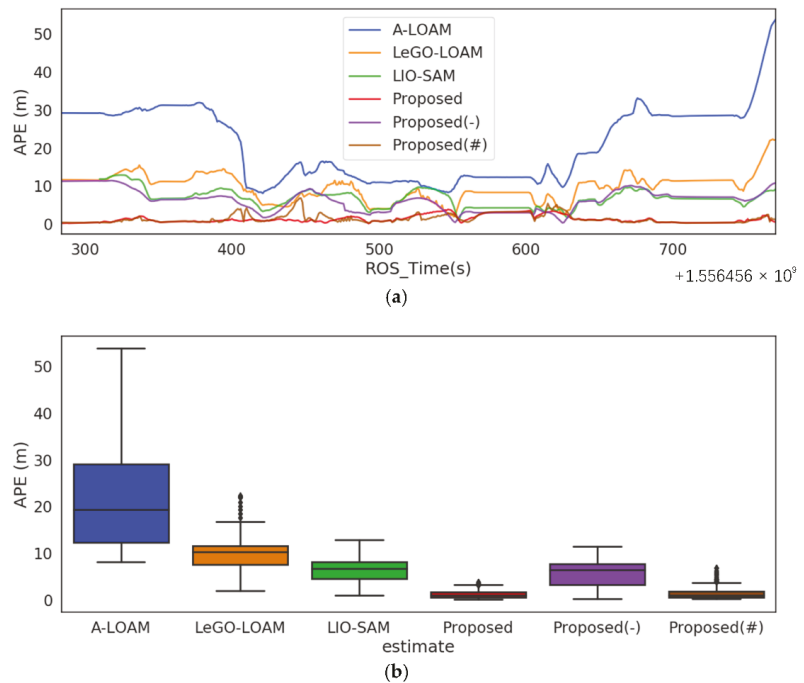 50
40
30
20
10
0
APE (m)
A-LOAM
LeGO-LOAM
LIO-SAM
Proposed
Proposed(-)
Proposed(#)
300 400 500 600 700
ROS_Time(s)
+1.556456 × 10⁹
(a)
50
40
30
20
10
0
APE (m)
A-LOAM LeGO-LOAM LIO-SAM Proposed Proposed(-) Proposed(#)
estimate
(b)